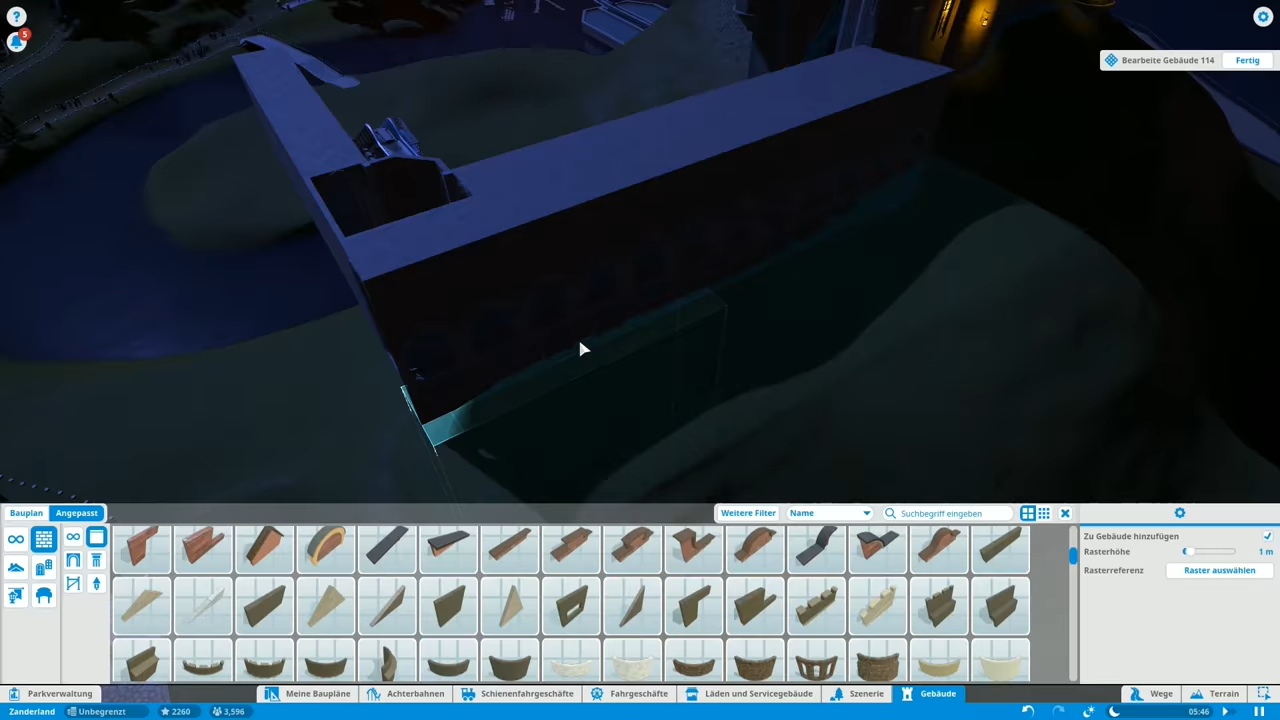 ?
5
Bearbeite Gebäude 114
Fertig
Bauplan
Angepasst
Weitere Filter
Name
Suchbegriff eingeben
Zu Gebäude hinzufügen
Rasterhöhe
1 m
Rasterreferenz
Raster auswählen
Parkverwaltung
Meine Baupläne
Achterbahnen
Schienenfahrgeschäfte
Fahrgeschäfte
Läden und Servicegebäude
Szenerie
Gebäude
Wege
Terrain
Zanderland
Unbegrenzt
2260
3,596
05:46